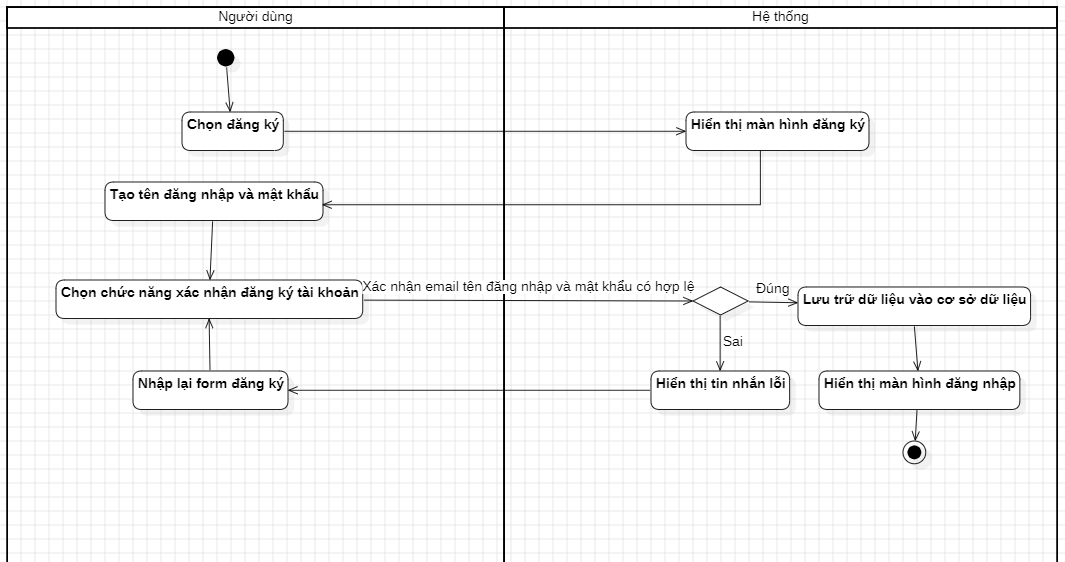 Người dùng
Hệ thống
Chọn đăng ký
Hiển thị màn hình đăng ký
Tạo tên đăng nhập và mật khẩu
Chọn chức năng xác nhận đăng ký tài khoản
Xác nhận email tên đăng nhập và mật khẩu có hợp lệ
Đúng
Lưu trữ dữ liệu vào cơ sở dữ liệu
Sai
Nhập lại form đăng ký
Hiển thị tin nhắn lỗi
Hiển thị màn hình đăng nhập